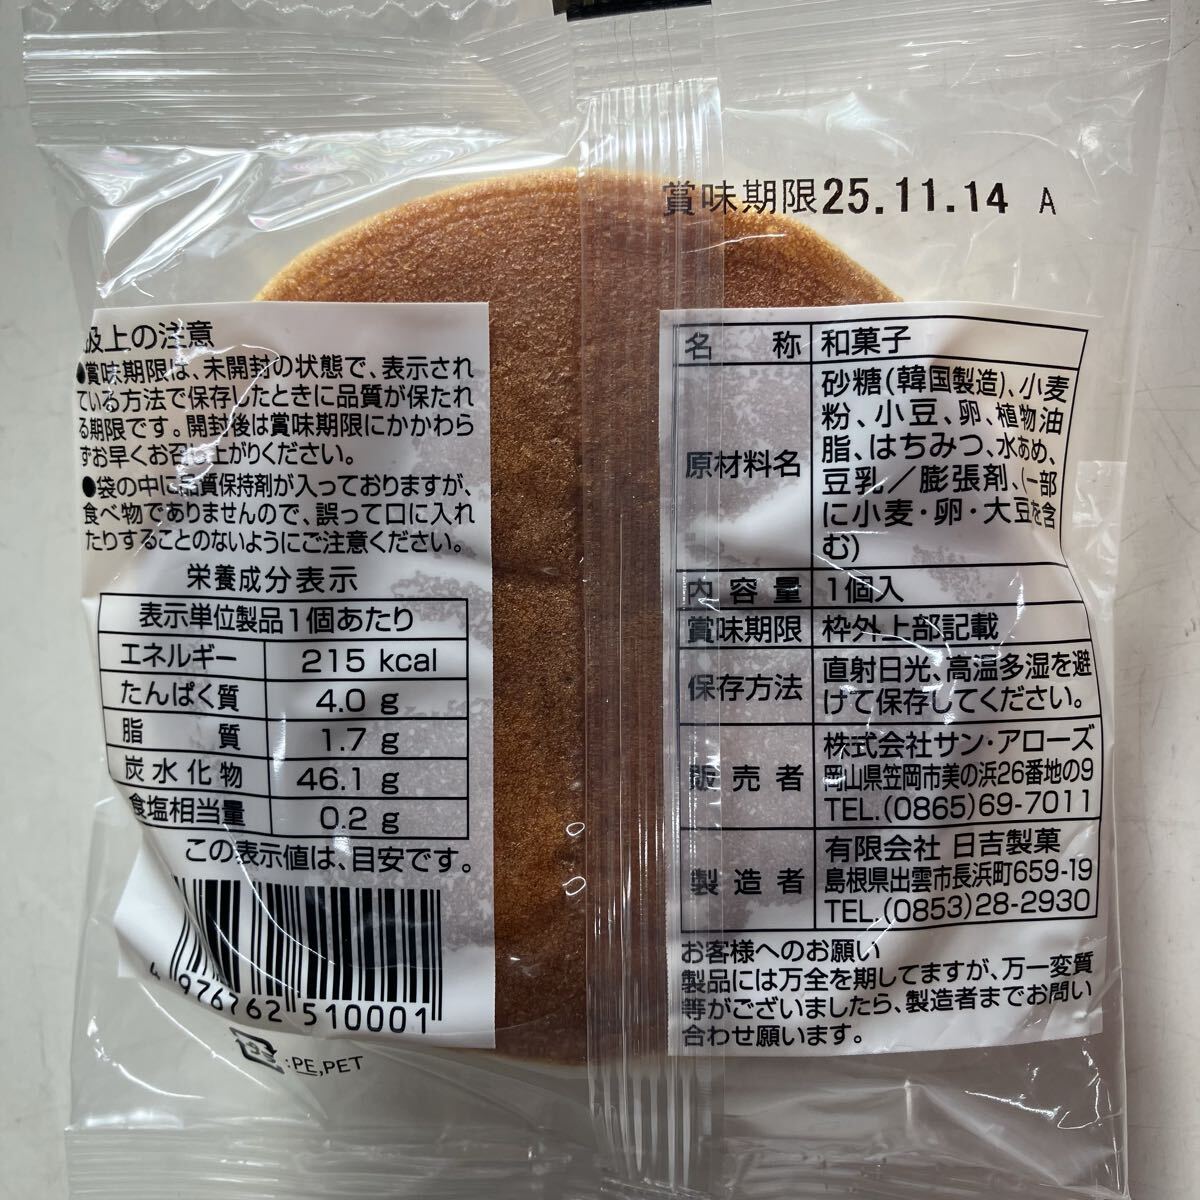 賞味期限25.11.14 A
扱上の注意
●賞味期限は、未開封の状態で、表示され
ている方法で保存したときに品質が保たれ
る期限です。開封後は賞味期限にかかわら
ずお早くお召し上がりください。
●袋の中に品質保持剤が入っておりますが、
食べ物でありませんので、誤って口に入れ
たりすることのないようにご注意ください。
栄養成分表示
表示単位製品1個あたり
エネルギー 215 kcal
たんぱく質 4.0 g
脂質 1.7 g
炭水化物 46.1 g
食塩相当量 0.2 g
この表示値は、目安です。
4 976762 510001
プラ:PE,PET
名称 和菓子
原材料名 砂糖(韓国製造)、小麦
粉、小豆、卵、植物油
脂、はちみつ、水あめ、
豆乳/膨張剤、(一部
に小麦・卵・大豆を含
む)
内容量 1個入
賞味期限 枠外上部記載
保存方法 直射日光、高温多湿を避
けて保存してください。
販売者 株式会社サン・アローズ
岡山県笠岡市美の浜26番地の9
TEL.(0865)69-7011
製造者 有限会社 日吉製菓
島根県出雲市長浜町659-19
TEL.(0853)28-2930
お客様へのお願い
製品には万全を期してますが、万一変質
等がございましたら、製造者までお問い
合わせ願います。